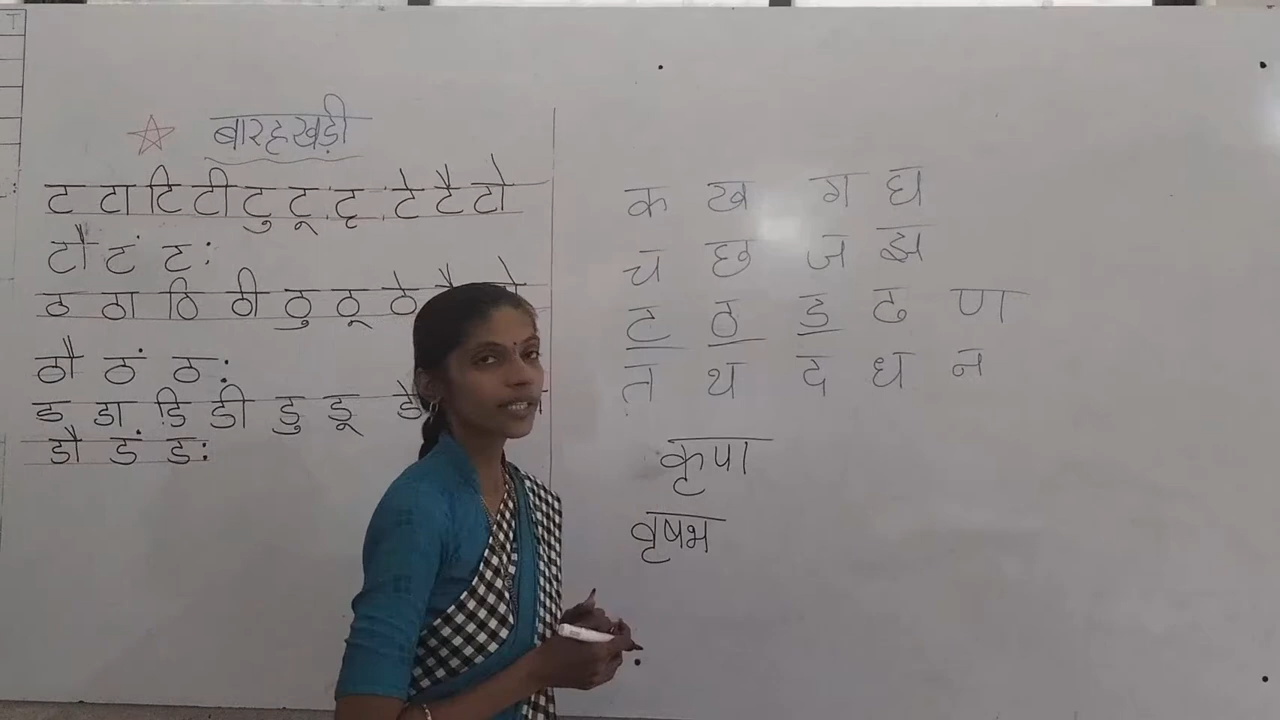 बारहखड़ी
ट टा टि टी टु टू टृ टे टै टो
टौ टं टः
ठ ठा ठि ठी ठु ठू ठे
ठौ ठं ठः
ड डा डि डी डु डू डे
डौ डं डः
क ख ग घ
च छ ज झ
ट ठ ड ढ ण
त थ द ध न
कृपा
वृषभ